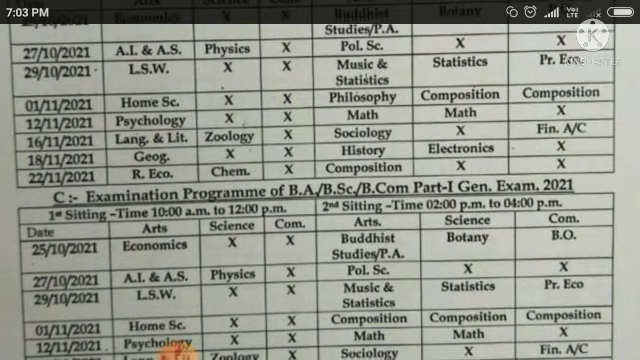 7:03 PM
Arts Science Com.
Economics X X Buddhist Botany
Studies/P.A.
27/10/2021 A.I. & A.S. Physics X Pol. Sc. X X
29/10/2021 L.S.W. X X Music & Statistics Pr. Eco
Statistics
01/11/2021 Home Sc. X X Philosophy Composition Composition
12/11/2021 Psychology X X Math Math X
16/11/2021 Lang. & Lit. Zoology X Sociology X Fin. A/C
18/11/2021 Geog. X X History Electronics X
22/11/2021 R. Eco. Chem. X Composition X X
C :- Examination Programme of B.A./B.Sc./B.Com Part-I Gen. Exam. 2021
1st Sitting –Time 10:00 a.m. to 12:00 p.m. 2nd Sitting –Time 02:00 p.m. to 04:00 p.m.
Date Arts Science Com. Arts. Science Com.
25/10/2021 Economics X X Buddhist Botany B.O.
Studies/P.A.
27/10/2021 A.I. & A.S. Physics X Pol. Sc. X X
29/10/2021 L.S.W. X X Music & Statistics Pr. Eco
Statistics
01/11/2021 Home Sc. X X Composition Composition Composition
12/11/2021 Psychology X X Math Math X
Zoology X Sociology X Fin. A/C